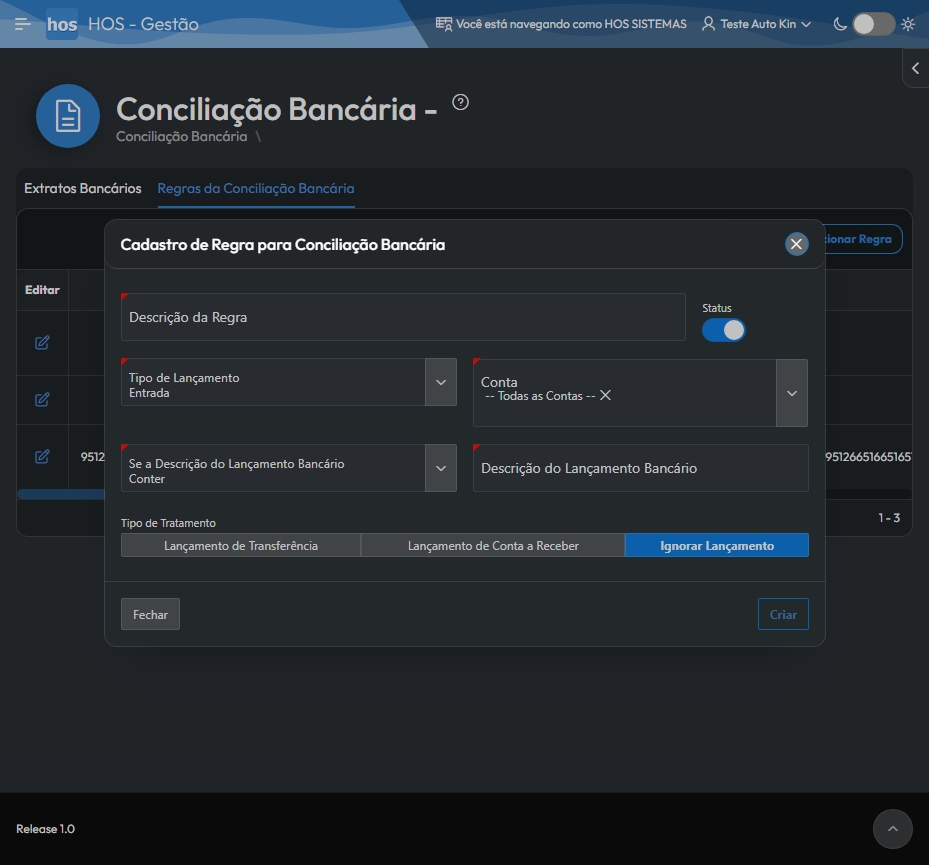 hos HOS - Gestão
Você está navegando como HOS SISTEMAS
Teste Auto Kin
Conciliação Bancária -
Conciliação Bancária \
Extratos Bancários
Regras da Conciliação Bancária
Cadastro de Regra para Conciliação Bancária
Regra
Editar
Descrição da Regra
Status
Tipo de Lançamento
Entrada
Conta
-- Todas as Contas --
Se a Descrição do Lançamento Bancário
Conter
Descrição do Lançamento Bancário
Tipo de Tratamento
Lançamento de Transferência
Lançamento de Conta a Receber
Ignorar Lançamento
1 - 3
Fechar
Criar
Release 1.0